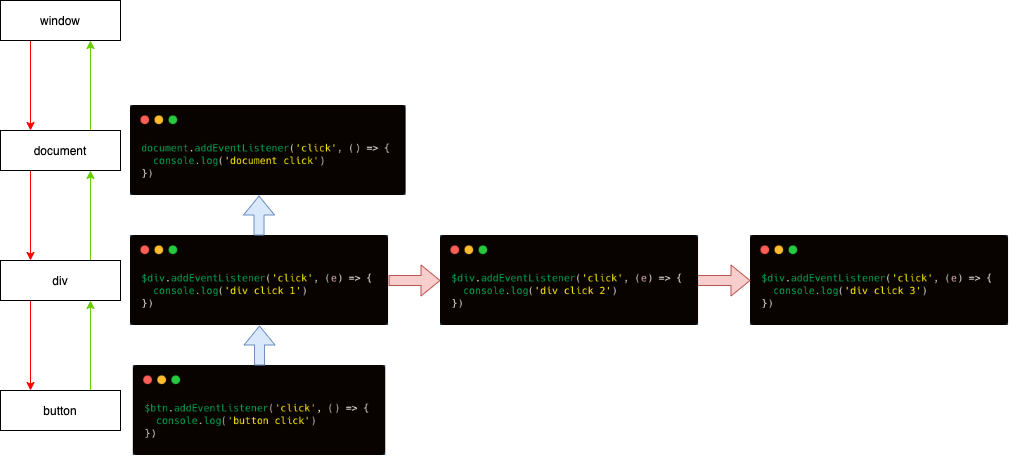 window
document
document.addEventListener('click', () => {
console.log('document click')
})
div
$div.addEventListener('click', (e) => {
console.log('div click 1')
})
$div.addEventListener('click', (e) => {
console.log('div click 2')
})
$div.addEventListener('click', (e) => {
console.log('div click 3')
})
button
$btn.addEventListener('click', () => {
console.log('button click')
})